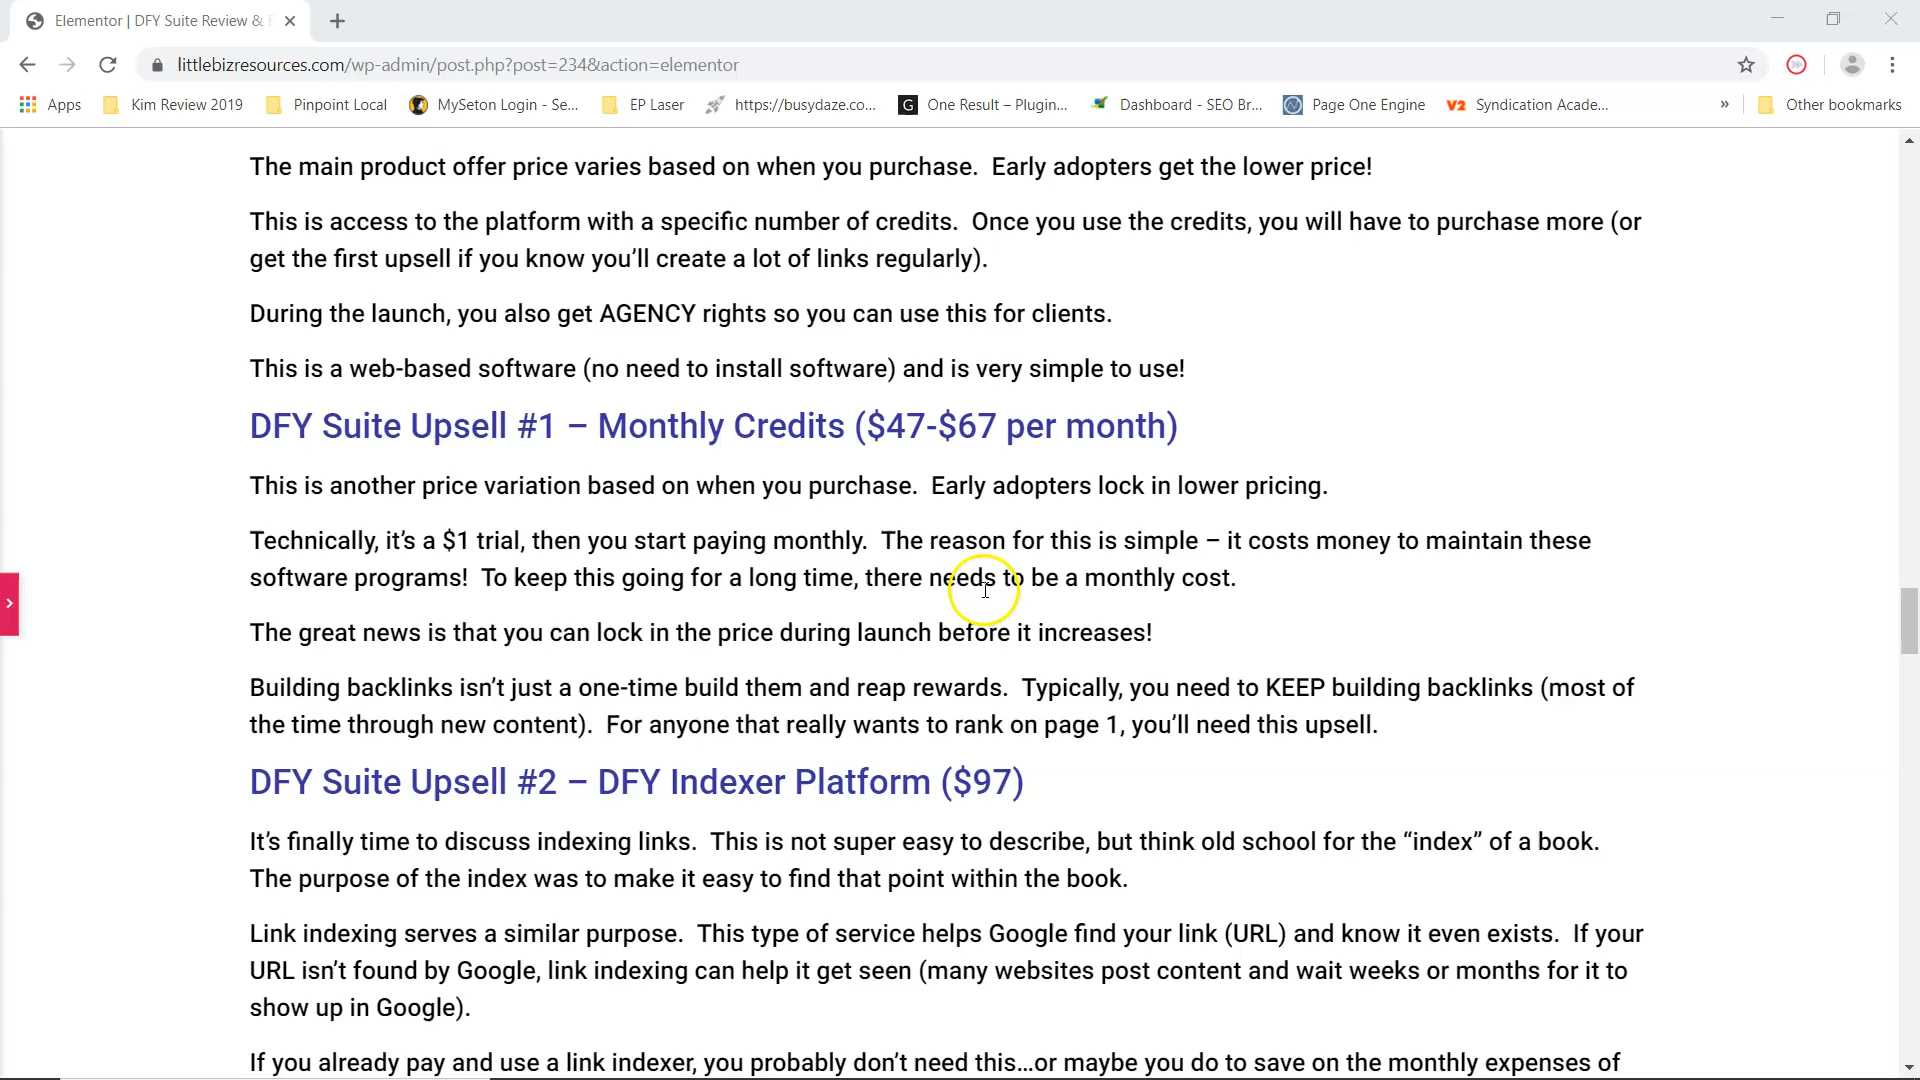 Elementor | DFY Suite Review &
littlebizresources.com/wp-admin/post.php?post=234&action=elementor
Apps
Kim Review 2019
Pinpoint Local
MySeton Login - Se...
EP Laser
https://busydaze.co...
G
One Result – Plugin...
Dashboard - SEO Br...
Page One Engine
V2
Syndication Acade...
»
Other bookmarks
The main product offer price varies based on when you purchase.  Early adopters get the lower price!
This is access to the platform with a specific number of credits.  Once you use the credits, you will have to purchase more (or
get the first upsell if you know you’ll create a lot of links regularly).
During the launch, you also get AGENCY rights so you can use this for clients.
This is a web-based software (no need to install software) and is very simple to use!
DFY Suite Upsell #1 – Monthly Credits ($47-$67 per month)
This is another price variation based on when you purchase.  Early adopters lock in lower pricing.
Technically, it’s a $1 trial, then you start paying monthly.  The reason for this is simple – it costs money to maintain these
software programs!  To keep this going for a long time, there needs to be a monthly cost.
The great news is that you can lock in the price during launch before it increases!
Building backlinks isn’t just a one-time build them and reap rewards.  Typically, you need to KEEP building backlinks (most of
the time through new content).  For anyone that really wants to rank on page 1, you’ll need this upsell.
DFY Suite Upsell #2 – DFY Indexer Platform ($97)
It’s finally time to discuss indexing links.  This is not super easy to describe, but think old school for the “index” of a book.
The purpose of the index was to make it easy to find that point within the book.
Link indexing serves a similar purpose.  This type of service helps Google find your link (URL) and know it even exists.  If your
URL isn’t found by Google, link indexing can help it get seen (many websites post content and wait weeks or months for it to
show up in Google).
If you already pay and use a link indexer, you probably don’t need this…or maybe you do to save on the monthly expenses of